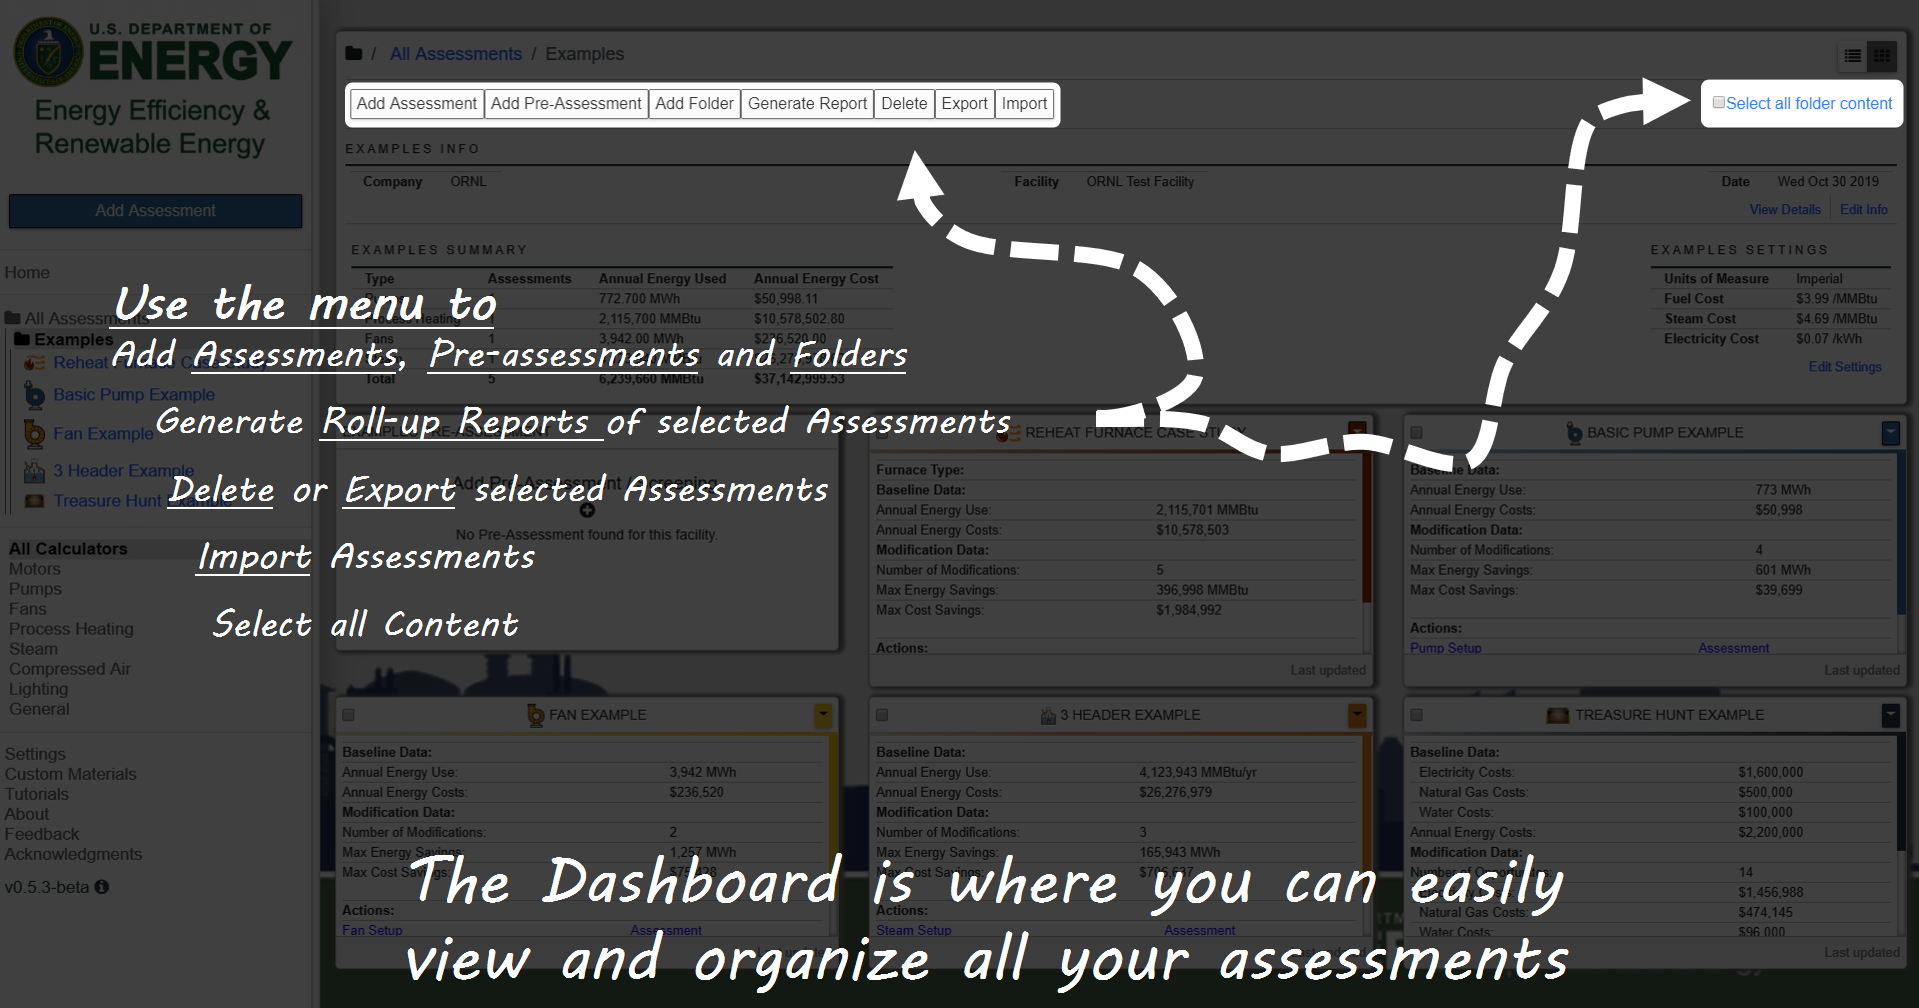 U.S. DEPARTMENT OF
ENERGY
Energy Efficiency &
Renewable Energy
Add Assessment
Home
All Assessments
Examples
Reheat Furnace Case Study
Basic Pump Example
Fan Example
3 Header Example
Treasure Hunt Example
All Calculators
Motors
Pumps
Fans
Process Heating
Steam
Compressed Air
Lighting
General
Settings
Custom Materials
Tutorials
About
Feedback
Acknowledgments
v0.5.3-beta
/ All Assessments / Examples
Add Assessment Add Pre-Assessment Add Folder Generate Report Delete Export Import
Select all folder content
EXAMPLES INFO
Company ORNL Facility ORNL Test Facility Date Wed Oct 30 2019
View Details Edit Info
EXAMPLES SUMMARY
Type Assessments Annual Energy Used Annual Energy Cost
772.700 MWh $50,998.11
Process Heating 1 2,115,700 MMBtu $10,578,502.80
Fans 1 3,942.00 MWh $236,520.00
Total 5 6,239,660 MMBtu $37,142,999.53
EXAMPLES SETTINGS
Units of Measure Imperial
Fuel Cost $3.99 /MMBtu
Steam Cost $4.69 /MMBtu
Electricity Cost $0.07 /kWh
Edit Settings
Use the menu to
Add Assessments, Pre-assessments and Folders
Generate Roll-up Reports of selected Assessments
Delete or Export selected Assessments
Import Assessments
Select all Content
EXAMPLES PRE-ASSESSMENT
Add Pre-Assessment Screening
No Pre-Assessment found for this facility.
REHEAT FURNACE CASE STUDY
Furnace Type:
Baseline Data:
Annual Energy Use: 2,115,701 MMBtu
Annual Energy Costs: $10,578,503
Modification Data:
Number of Modifications: 5
Max Energy Savings: 396,998 MMBtu
Max Cost Savings: $1,984,992
Actions:
Last updated
BASIC PUMP EXAMPLE
Baseline Data:
Annual Energy Use: 773 MWh
Annual Energy Costs: $50,998
Modification Data:
Number of Modifications: 4
Max Energy Savings: 601 MWh
Max Cost Savings: $39,699
Actions:
Pump Setup Assessment
Last updated
FAN EXAMPLE
Baseline Data:
Annual Energy Use: 3,942 MWh
Annual Energy Costs: $236,520
Modification Data:
Number of Modifications: 2
Max Energy Savings: 1,257 MWh
Max Cost Savings:
Actions:
Fan Setup Assessment
3 HEADER EXAMPLE
Baseline Data:
Annual Energy Use: 4,123,943 MMBtu/yr
Annual Energy Costs: $26,276,979
Modification Data:
Number of Modifications: 3
Max Energy Savings: 165,943 MWh
Max Cost Savings:
Actions:
Steam Setup Assessment
TREASURE HUNT EXAMPLE
Baseline Data:
Electricity Costs: $1,600,000
Natural Gas Costs: $500,000
Water Costs: $100,000
Annual Energy Costs: $2,200,000
Modification Data:
Number of Opportunities: 14
$1,456,988
Natural Gas Costs: $474,145
Water Costs: $96,000
Last updated
The Dashboard is where you can easily
view and organize all your assessments